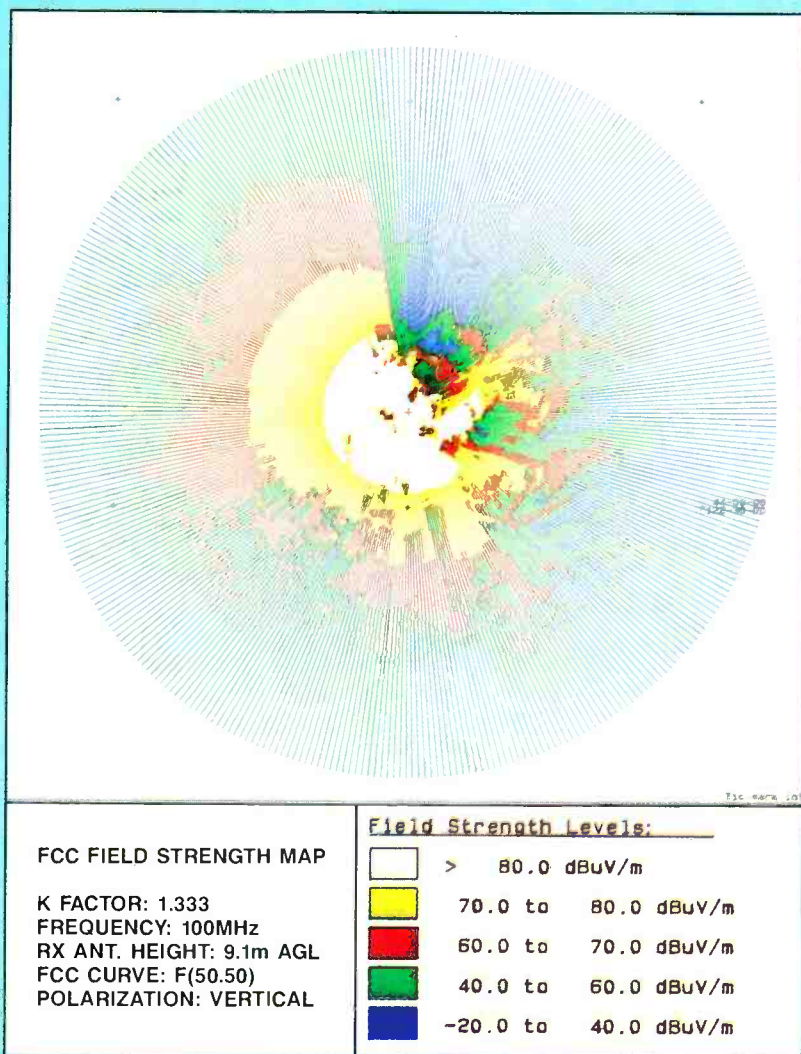 FCC FIELD STRENGTH MAP
K FACTOR: 1.333
FREQUENCY: 100MHz
RX ANT. HEIGHT: 9.1m AGL
FCC CURVE: F(50.50)
POLARIZATION: VERTICAL
Field Strength Levels:
> 80.0 dBuV/m
70.0 to 80.0 dBuV/m
60.0 to 70.0 dBuV/m
40.0 to 60.0 dBuV/m
-20.0 to 40.0 dBuV/m